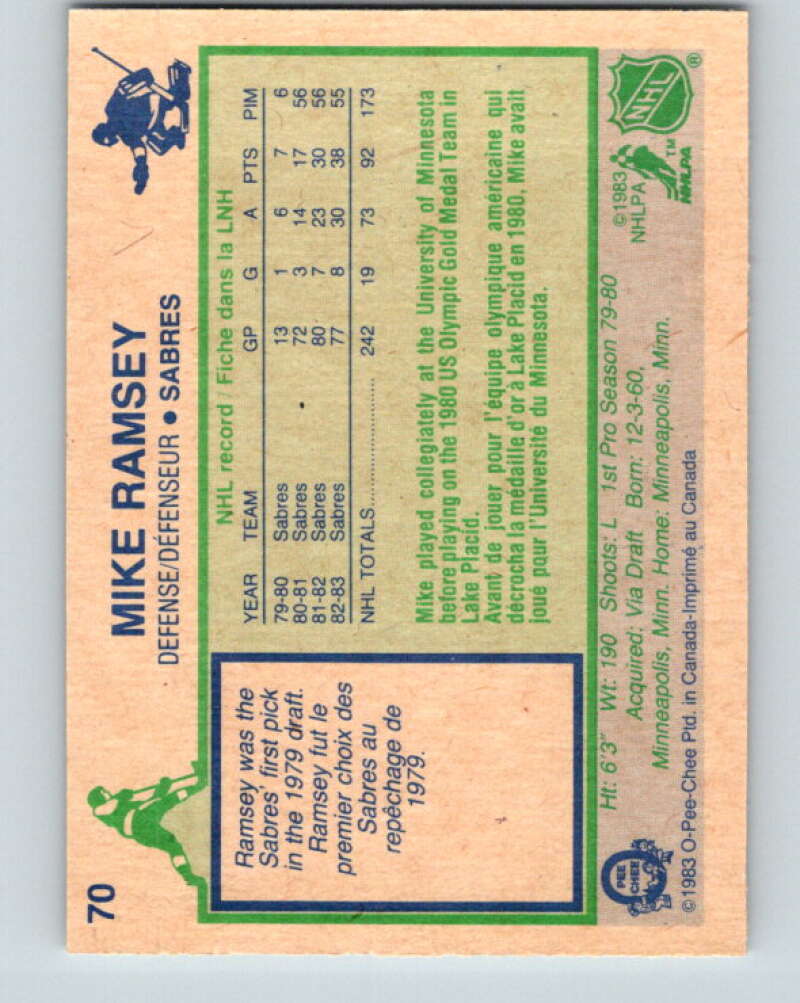 70
MIKE RAMSEY
DEFENSE/DÉFENSEUR • SABRES
Ramsey was the
Sabres' first pick
in the 1979 draft.
Ramsey fut le
premier choix des
Sabres au
repêchage de
1979.
NHL record / Fiche dans la LNH
YEAR TEAM GP G A PTS PIM
79-80 Sabres 13 1 6 7 6
80-81 Sabres 72 3 14 17 56
81-82 Sabres 80 7 23 30 56
82-83 Sabres 77 8 30 38 55
NHL TOTALS 242 19 73 92 173
Mike played collegiately at the University of Minnesota
before playing on the 1980 US Olympic Gold Medal Team in
Lake Placid.
Avant de jouer pour l'équipe olympique américaine qui
décrocha la médaille d'or à Lake Placid en 1980, Mike avait
joué pour l'Université du Minnesota.
Ht: 6'3" Wt: 190 Shoots: L 1st Pro Season 79-80
Acquired: Via Draft Born: 12-3-60,
Minneapolis, Minn. Home: Minneapolis, Minn.
O PEE CHEE
©1983 NHLPA
NHLPA ™
NHL ®
©1983 O-Pee-Chee Ptd. in Canada-Imprimé au Canada